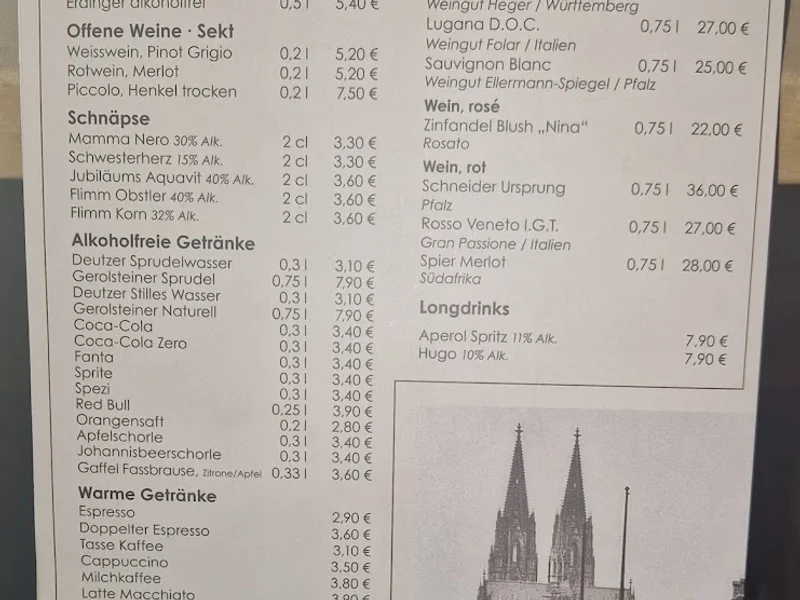 Erdinger alkoholfrei 0,5 l 5,40 €
Offene Weine · Sekt
Weisswein, Pinot Grigio 0,2 l 5,20 €
Rotwein, Merlot 0,2 l 5,20 €
Piccolo, Henkel trocken 0,2 l 7,50 €
Schnäpse
Mamma Nero 30% Alk. 2 cl 3,30 €
Schwesterherz 15% Alk. 2 cl 3,30 €
Jubiläums Aquavit 40% Alk. 2 cl 3,60 €
Flimm Obstler 40% Alk. 2 cl 3,60 €
Flimm Korn 32% Alk. 2 cl 3,60 €
Alkoholfreie Getränke
Deutzer Sprudelwasser 0,3 l 3,10 €
Gerolsteiner Sprudel 0,75 l 7,90 €
Deutzer Stilles Wasser 0,3 l 3,10 €
Gerolsteiner Naturell 0,75 l 7,90 €
Coca-Cola 0,3 l 3,40 €
Coca-Cola Zero 0,3 l 3,40 €
Fanta 0,3 l 3,40 €
Sprite 0,3 l 3,40 €
Spezi 0,3 l 3,40 €
Red Bull 0,25 l 3,90 €
Orangensaft 0,2 l 2,80 €
Apfelschorle 0,3 l 3,40 €
Johannisbeerschorle 0,3 l 3,40 €
Gaffel Fassbrause, Zitrone/Apfel 0,33 l 3,60 €
Warme Getränke
Espresso 2,90 €
Doppelter Espresso 3,60 €
Tasse Kaffee 3,10 €
Cappuccino 3,50 €
Milchkaffee 3,80 €
Latte Macchiato 3,90 €
Weingut Heger / Württemberg
Lugana D.O.C. 0,75 l 27,00 €
Weingut Folar / Italien
Sauvignon Blanc 0,75 l 25,00 €
Weingut Ellermann-Spiegel / Pfalz
Wein, rosé
Zinfandel Blush „Nina“ 0,75 l 22,00 €
Rosato
Wein, rot
Schneider Ursprung 0,75 l 36,00 €
Pfalz
Rosso Veneto I.G.T. 0,75 l 27,00 €
Gran Passione / Italien
Spier Merlot 0,75 l 28,00 €
Südafrika
Longdrinks
Aperol Spritz 11% Alk. 7,90 €
Hugo 10% Alk. 7,90 €